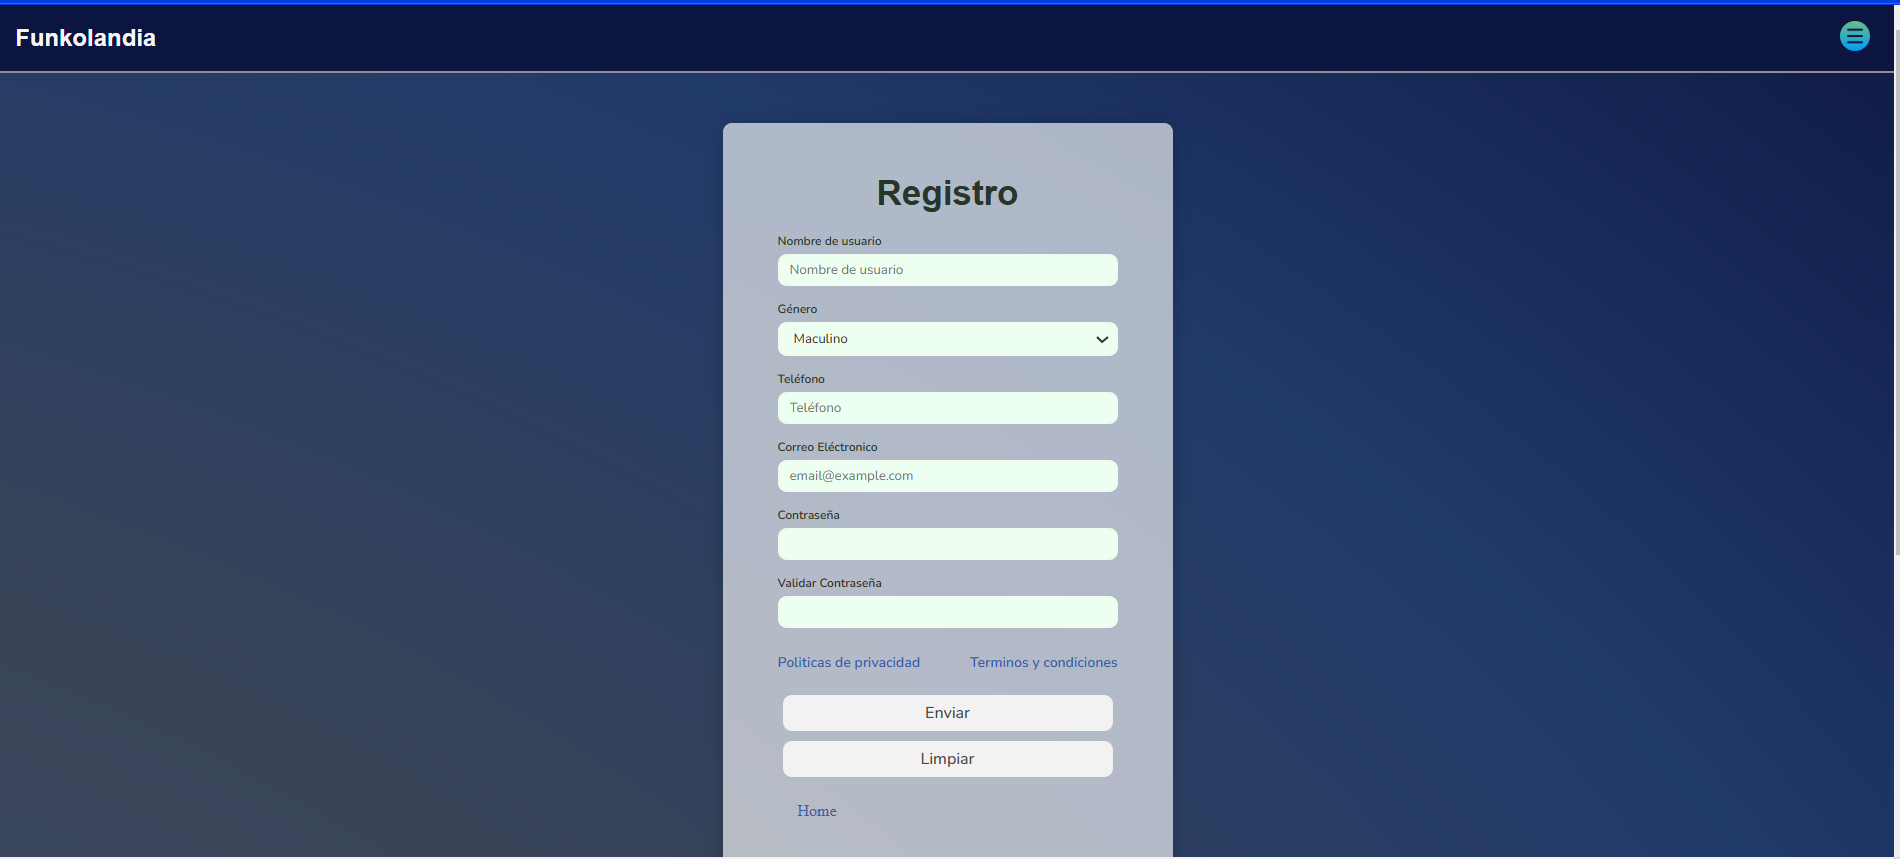 Funkolandia
Registro
Nombre de usuario
Nombre de usuario
Género
Maculino
Teléfono
Teléfono
Correo Eléctronico
email@example.com
Contraseña
Validar Contraseña
Politicas de privacidad Terminos y condiciones
Enviar
Limpiar
Home